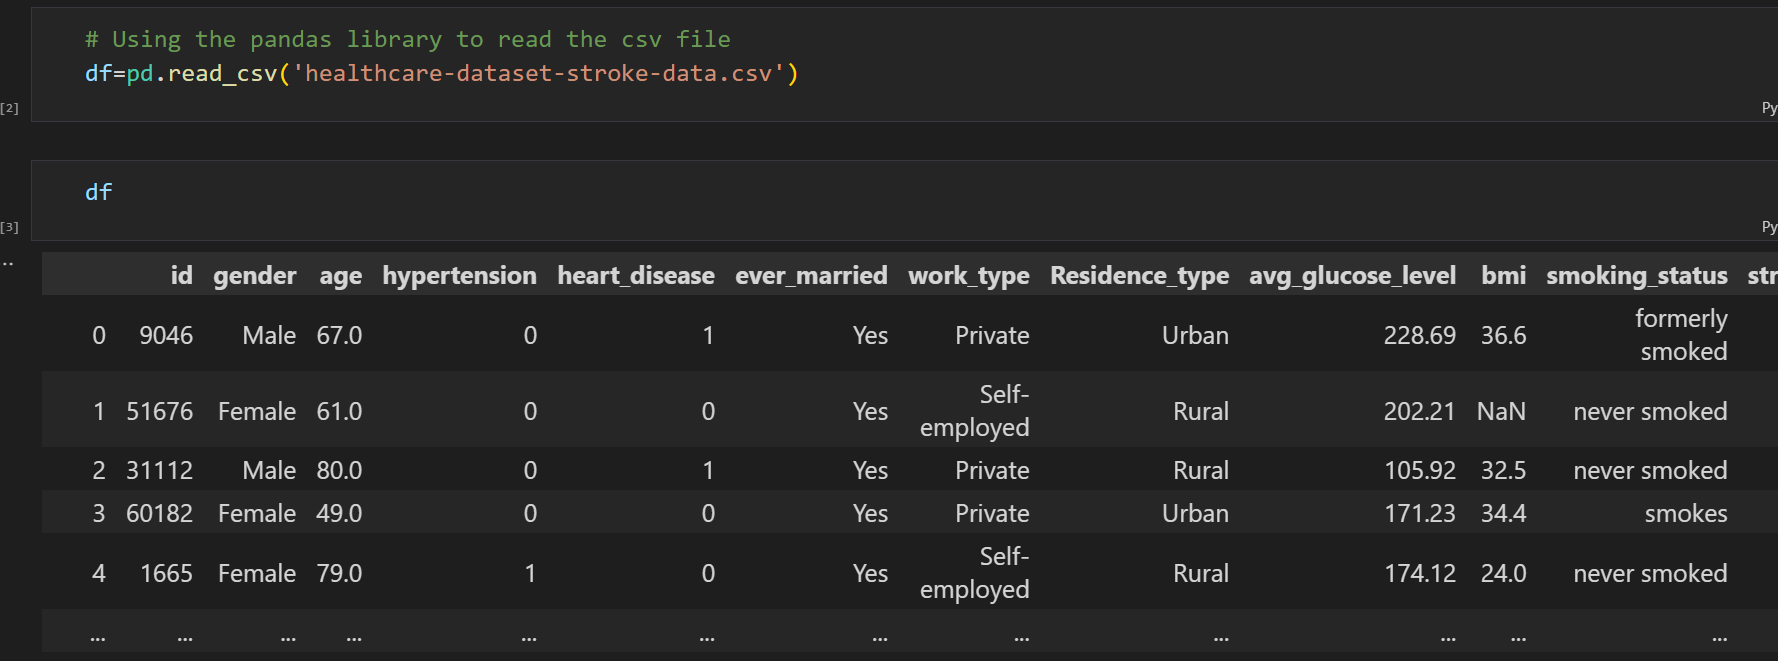 # Using the pandas library to read the csv file
df=pd.read_csv('healthcare-dataset-stroke-data.csv')
[2]
Py
df
[3]
Py
..
id gender age hypertension heart_disease ever_married work_type Residence_type avg_glucose_level bmi smoking_status str
0 9046 Male 67.0 0 1 Yes Private Urban 228.69 36.6 formerly smoked
1 51676 Female 61.0 0 0 Yes Self-employed Rural 202.21 NaN never smoked
2 31112 Male 80.0 0 1 Yes Private Rural 105.92 32.5 never smoked
3 60182 Female 49.0 0 0 Yes Private Urban 171.23 34.4 smokes
4 1665 Female 79.0 1 0 Yes Self-employed Rural 174.12 24.0 never smoked
... ... ... ... ... ... ... ... ... ... ... ...